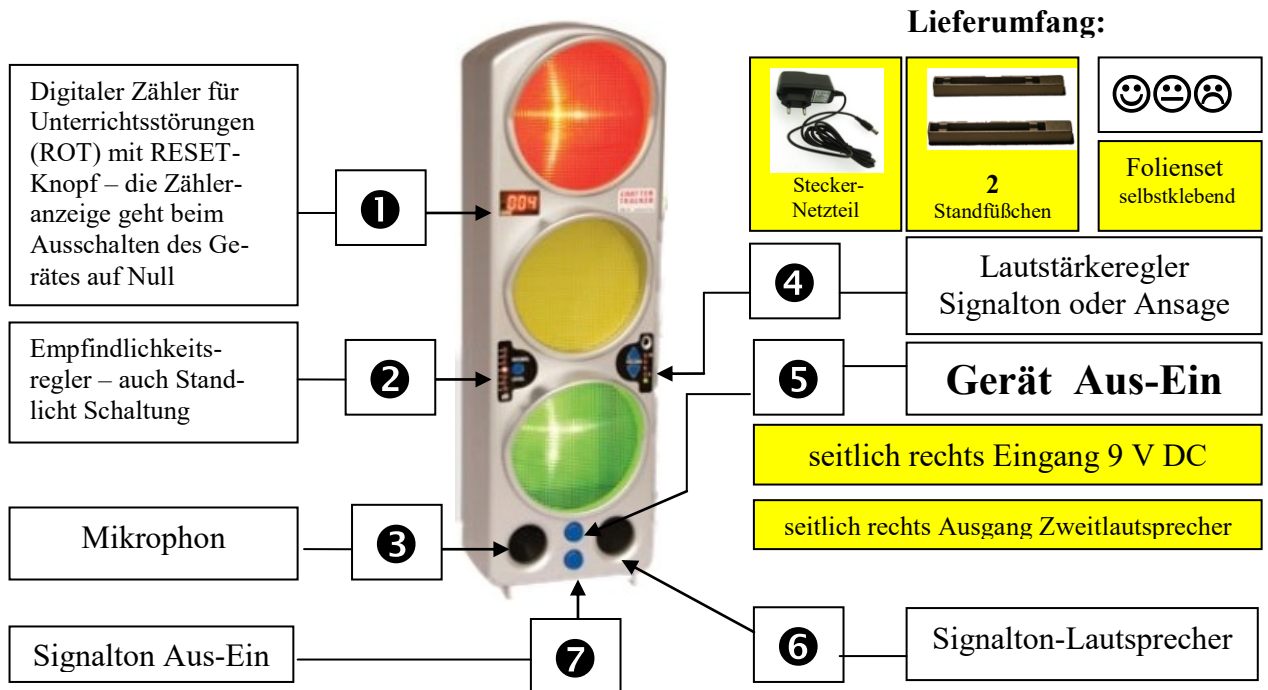 Lieferumfang:
Digitaler Zähler für
Unterrichtsstörungen
(ROT) mit RESET-
Knopf – die Zähler-
anzeige geht beim
Ausschalten des Ge-
rätes auf Null
❶
004
Stecker-
Netzteil
2
Standfüßchen
Folienset
selbstklebend
❹
Lautstärkeregler
Signalton oder Ansage
Empfindlichkeits-
regler – auch Stand-
licht Schaltung
❷
❺
Gerät Aus-Ein
seitlich rechts Eingang 9 V DC
seitlich rechts Ausgang Zweitlautsprecher
Mikrophon
❸
Signalton Aus-Ein
❼
❻
Signalton-Lautsprecher